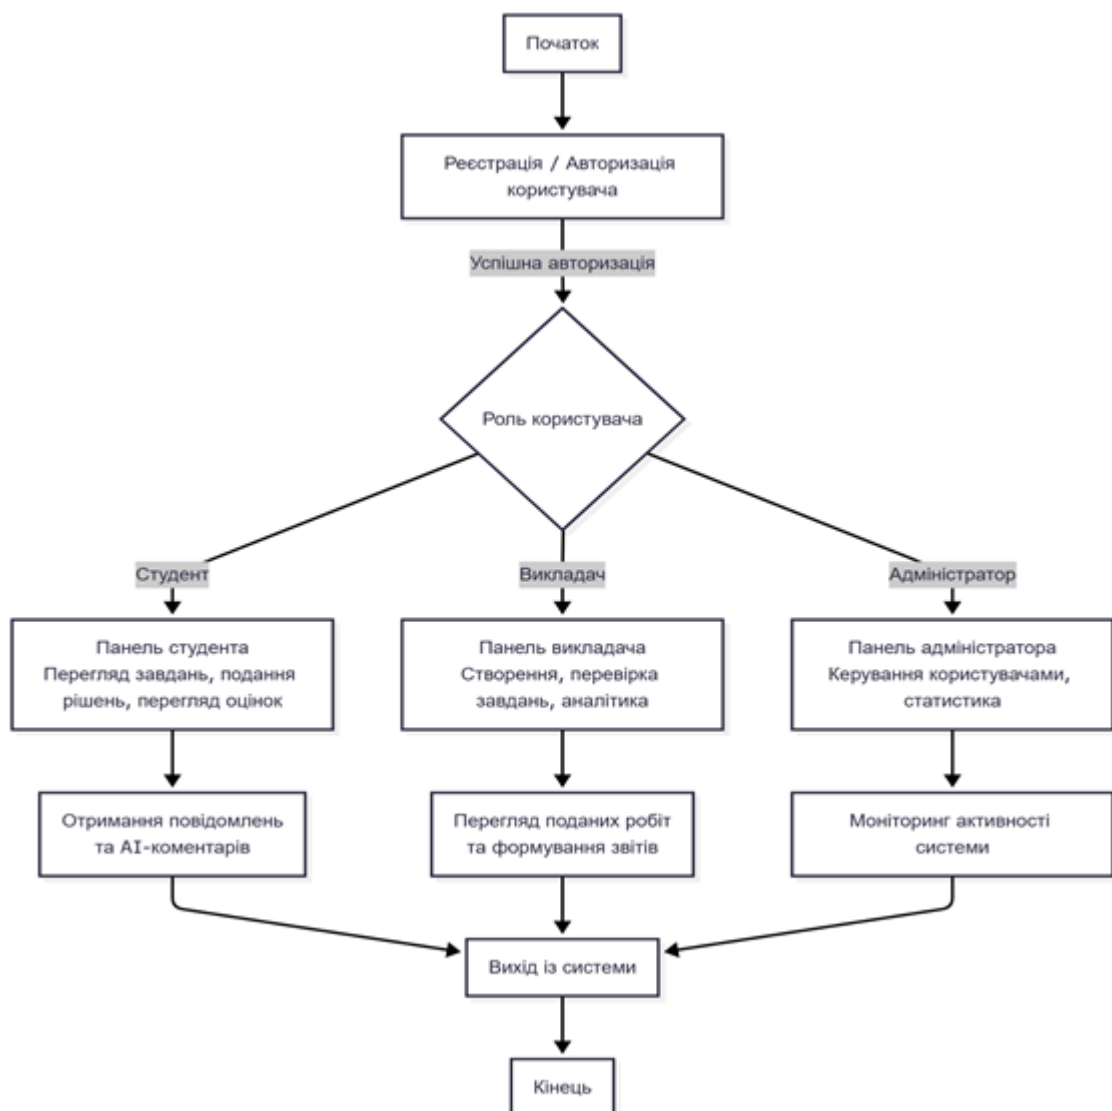 Початок
Реєстрація / Авторизація
користувача
Успішна авторизація
Роль користувача
Студент
Викладач
Адміністратор
Панель студента
Перегляд завдань, подання
рішень, перегляд оцінок
Панель викладача
Створення, перевірка
завдань, аналітика
Панель адміністратора
Керування користувачами,
статистика
Отримання повідомлень
та AI-коментарів
Перегляд поданих робіт
та формування звітів
Моніторинг активності
системи
Вихід із системи
Кінець